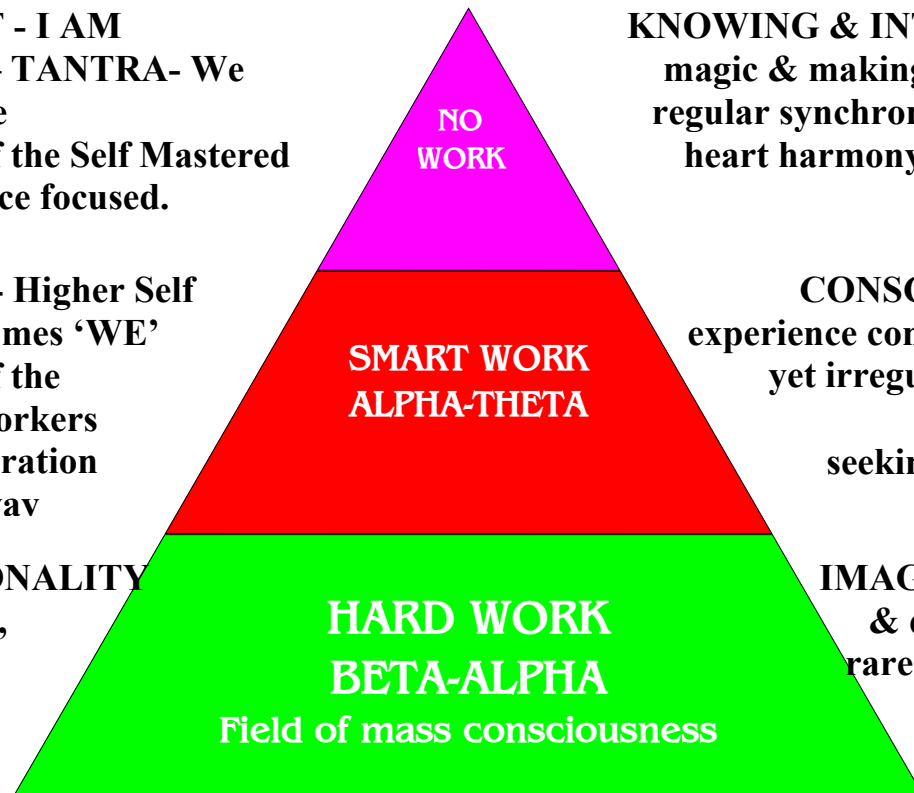 - I AM
- TANTRA- We
e
f the Self Mastered
ce focused.
- Higher Self
mes ‘WE’
f the
orkers
ration
vav
ONALITY
,
NO
WORK
SMART WORK
ALPHA-THETA
HARD WORK
BETA-ALPHA
Field of mass consciousness
KNOWING & INT
magic & making
regular synchron
heart harmony
CONSC
experience con
yet irregu
seekin
IMAG
&
rare